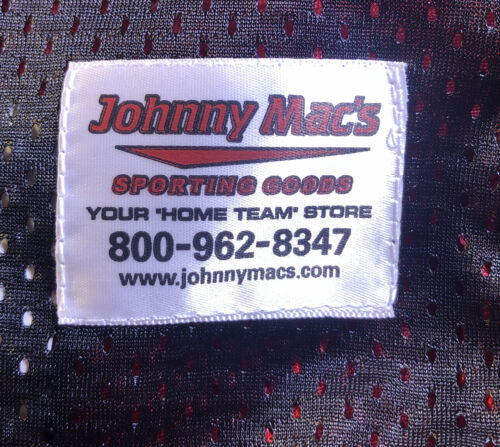 Johnny Mac's
SPORTING GOODS
YOUR "HOME TEAM" STORE
800-962-8347
www.johnnymacs.com